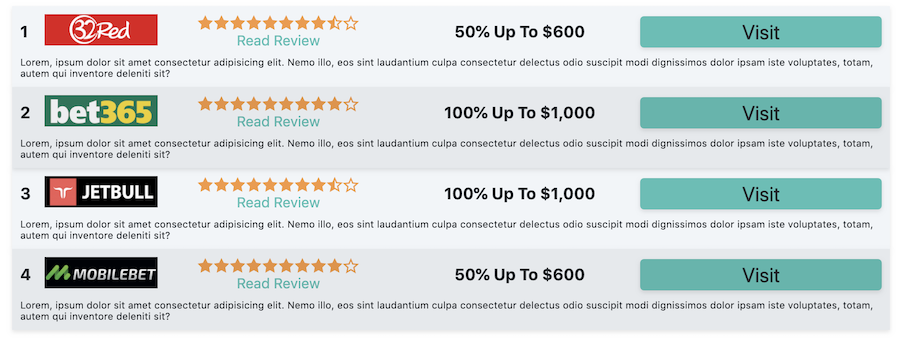 1 32Red 50% Up To $600 Visit
Read Review
Lorem, ipsum dolor sit amet consectetur adipisicing elit. Nemo illo, eos sint laudantium culpa consectetur delectus odio suscipit modi dignissimos dolor ipsam iste voluptates, totam,
autem qui inventore deleniti sit?
2 bet365 100% Up To $1,000 Visit
Read Review
Lorem, ipsum dolor sit amet consectetur adipisicing elit. Nemo illo, eos sint laudantium culpa consectetur delectus odio suscipit modi dignissimos dolor ipsam iste voluptates, totam,
autem qui inventore deleniti sit?
3 JETBULL 100% Up To $1,000 Visit
Read Review
Lorem, ipsum dolor sit amet consectetur adipisicing elit. Nemo illo, eos sint laudantium culpa consectetur delectus odio suscipit modi dignissimos dolor ipsam iste voluptates, totam,
autem qui inventore deleniti sit?
4 MOBILEBET 50% Up To $600 Visit
Read Review
Lorem, ipsum dolor sit amet consectetur adipisicing elit. Nemo illo, eos sint laudantium culpa consectetur delectus odio suscipit modi dignissimos dolor ipsam iste voluptates, totam,
autem qui inventore deleniti sit?